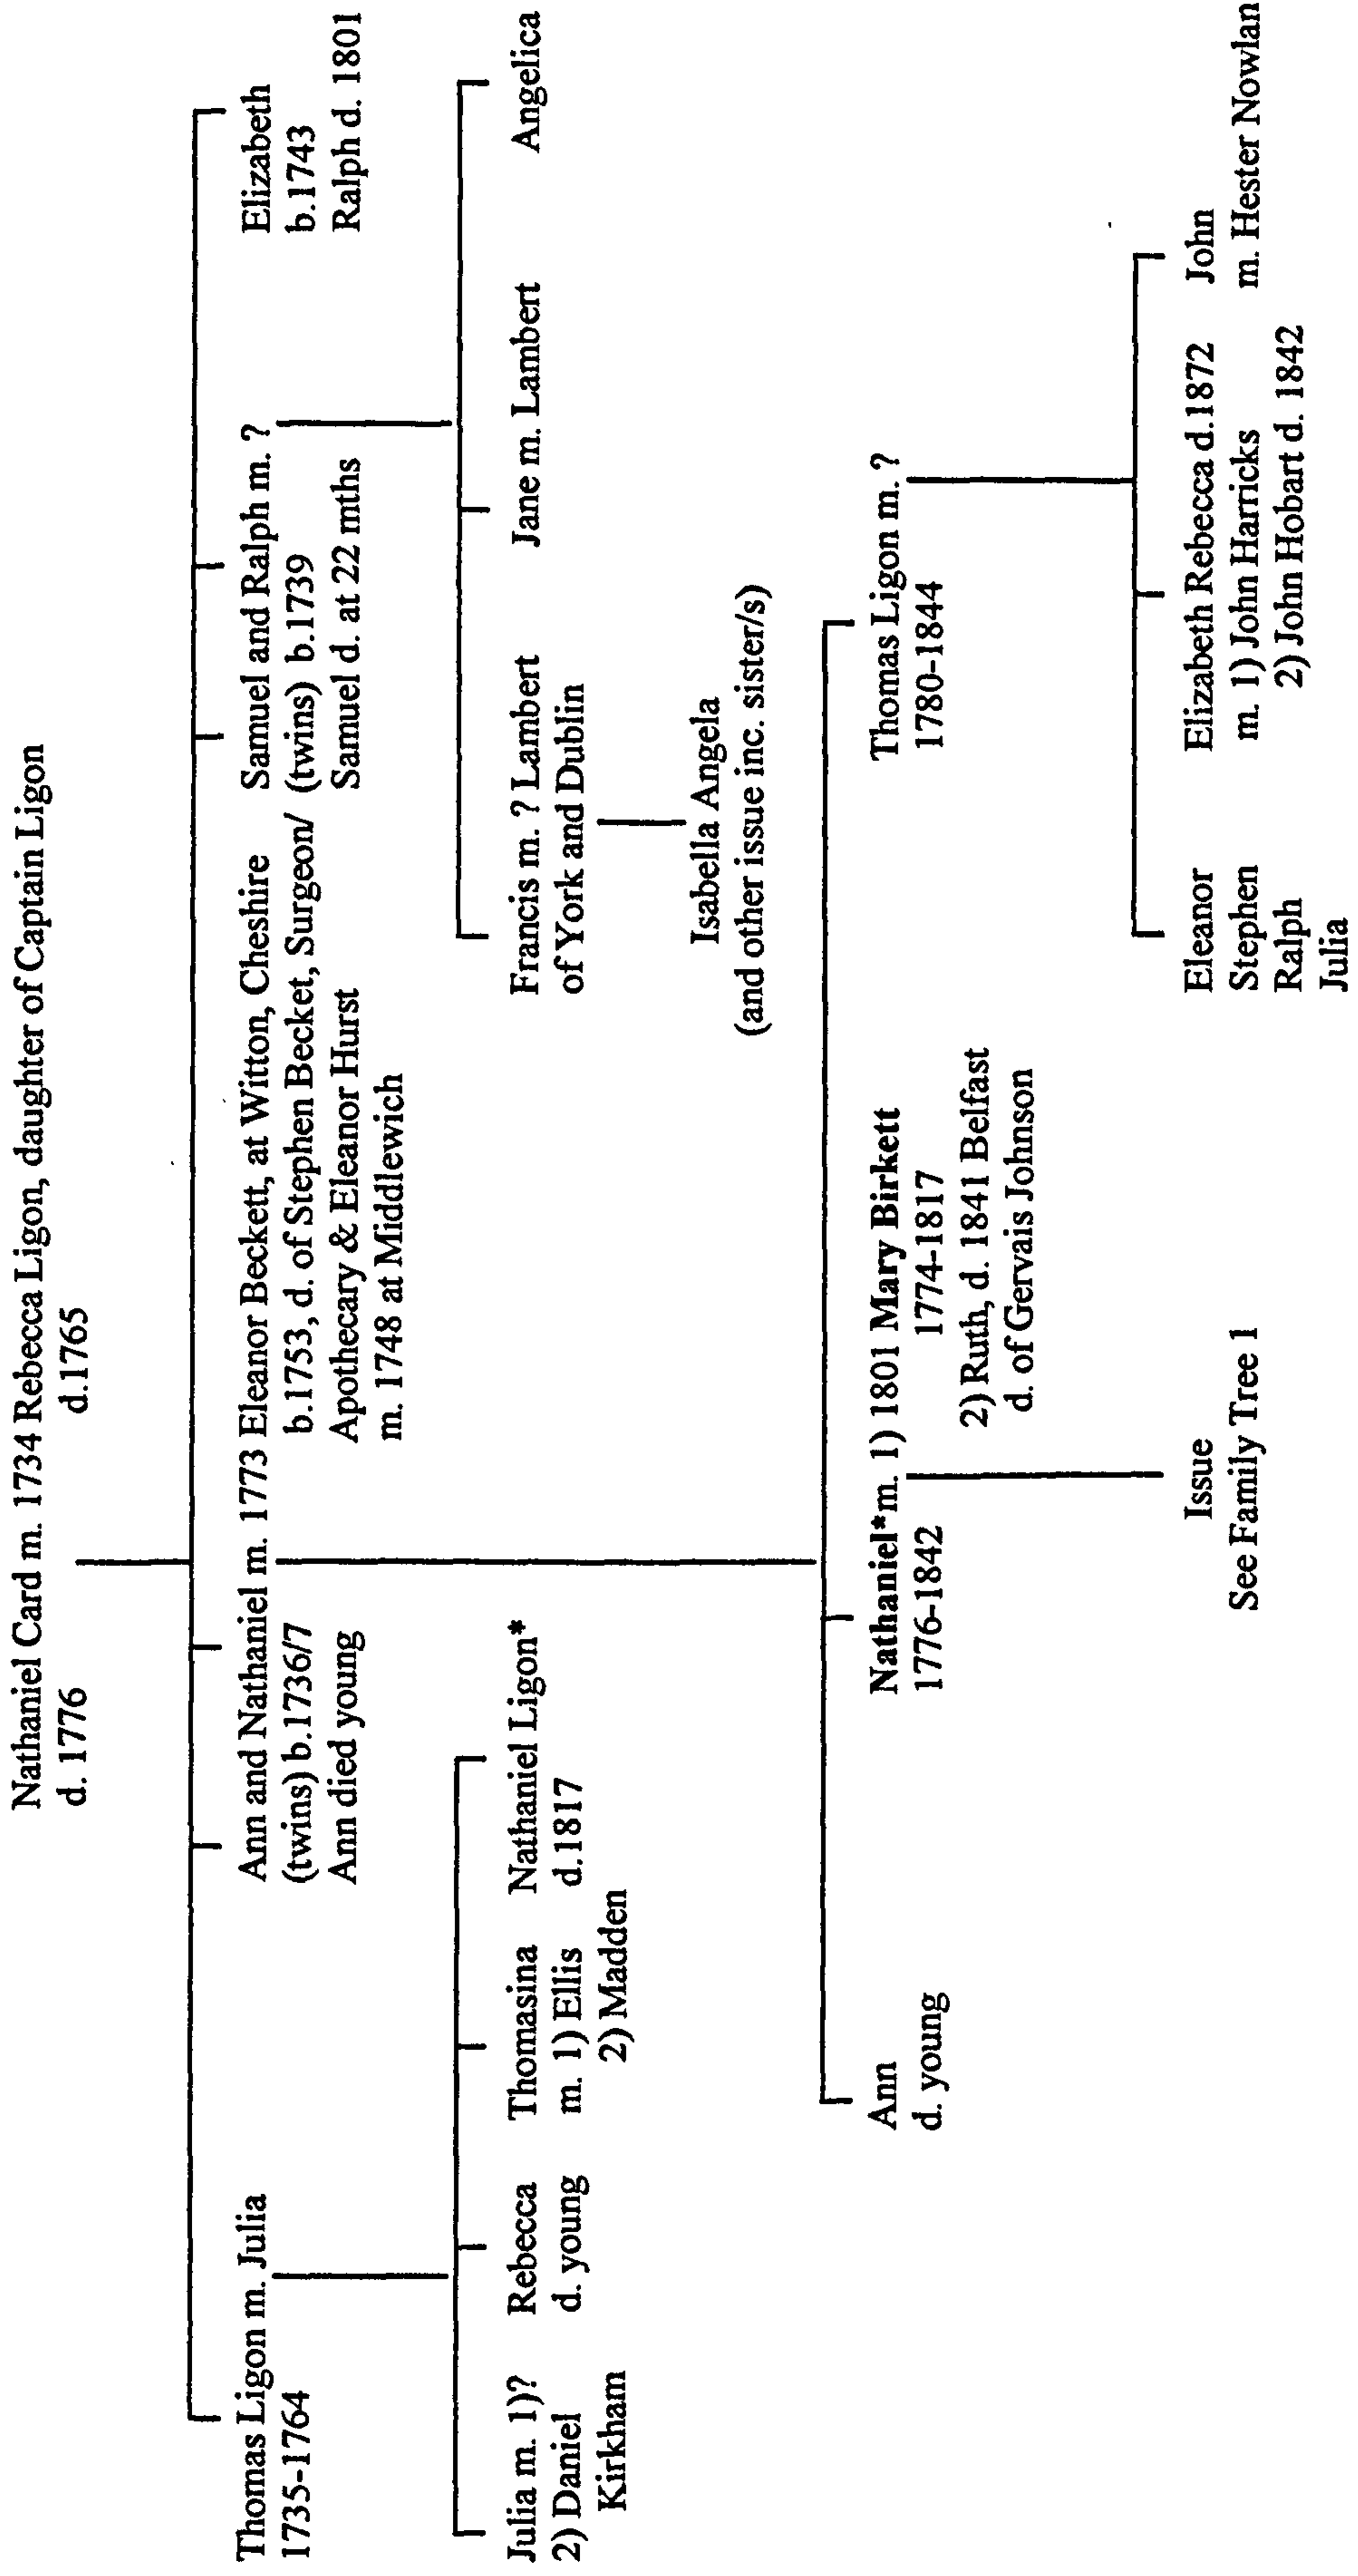 Nathaniel Card m. 1734 Rebecca Ligon, daughter of Captain Ligon
d. 1776
d.1765
Thomas Ligon m. Julia
1735-1764
Ann and Nathaniel m. 1773 Eleanor Beckett, at Witton, Cheshire
(twins) b.1736/7
Ann died young
b.1753, d. of Stephen Becket, Surgeon/
Apothecary & Eleanor Hurst
m. 1748 at Middlewich
Samuel and Ralph m. ?
(twins) b.1739
Samuel d. at 22 mths
Elizabeth
b.1743
Ralph d. 1801
Julia m. 1)?
2) Daniel
Kirkham
Rebecca
d. young
Thomasina
m. 1) Ellis
2) Madden
Nathaniel Ligon*
d.1817
Francis m. ? Lambert
of York and Dublin
Jane m. Lambert
Angelica
Isabella Angela
(and other issue inc. sister/s)
Ann
d. young
Nathaniel*m. 1) 1801 Mary Birkett
1776-1842
1774-1817
2) Ruth, d. 1841 Belfast
d. of Gervais Johnson
Thomas Ligon m. ?
1780-1844
Issue
See Family Tree 1
Eleanor
Stephen
Ralph
Julia
Elizabeth Rebecca d.1872
m. 1) John Harricks
2) John Hobart d. 1842
John
m. Hester Nowlan